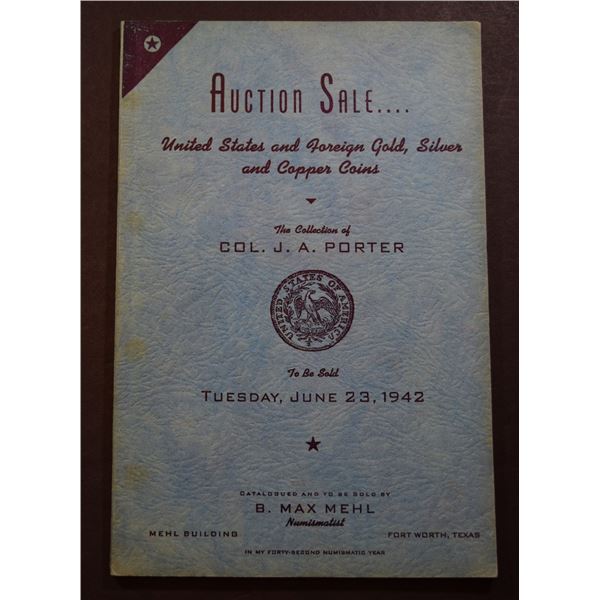 AUCTION SALE....
United States and Foreign Gold, Silver
and Copper Coins
The Collection of
COL. J. A. PORTER
UNITED STATES OF AMERICA
To Be Sold
TUESDAY, JUNE 23, 1942
CATALOGUED AND TO BE SOLD BY
B. MAX MEHL
Numismatist
MEHL BUILDING FORT WORTH, TEXAS
IN MY FORTY-SECOND NUMISMATIC YEAR